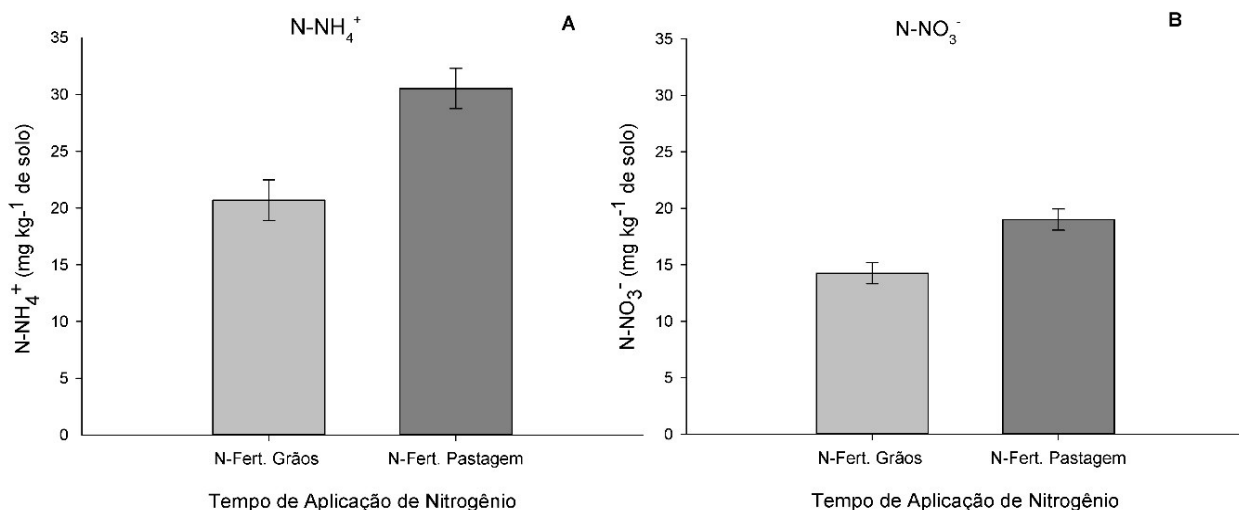 N-NH₄⁺
A
35
30
25
20
15
10
5
0
N-NH₄⁺ (mg kg-¹ de solo)
N-Fert. Grãos
N-Fert. Pastagem
Tempo de Aplicação de Nitrogênio
N-NO₃⁻
B
35
30
25
20
15
10
5
0
N-NO₃⁻ (mg kg⁻¹ de solo)
N-Fert. Grãos
N-Fert. Pastagem
Tempo de Aplicação de Nitrogênio